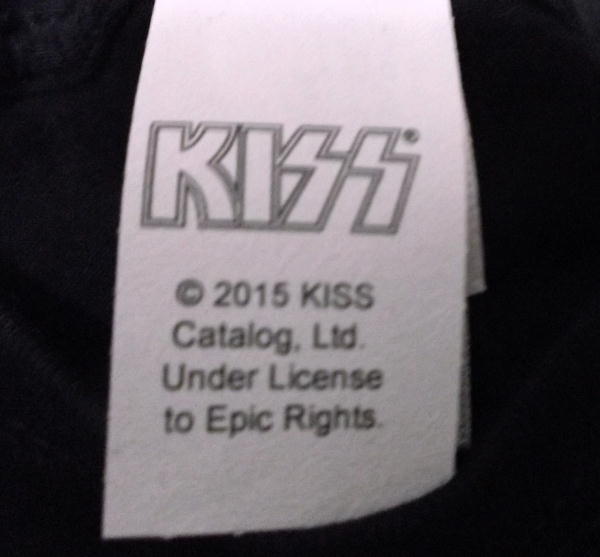 KISS®
© 2015 KISS
Catalog, Ltd.
Under License
to Epic Rights.